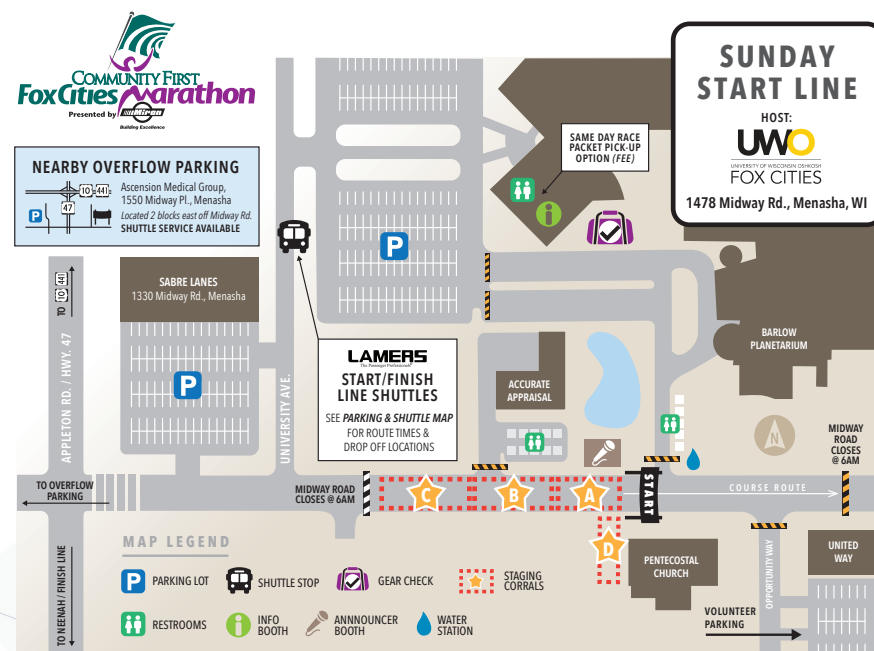 COMMUNITY FIRST
Fox Cities Marathon
Presented by miron
Building Excellence
SUNDAY
START LINE
HOST:
UWO
UNIVERSITY OF WISCONSIN OSHKOSH
FOX CITIES
1478 Midway Rd., Menasha, WI
SAME DAY RACE
PACKET PICK-UP
OPTION (FEE)
NEARBY OVERFLOW PARKING
10 441
47
P
Ascension Medical Group,
1550 Midway Pl., Menasha
Located 2 blocks east off Midway Rd.
SHUTTLE SERVICE AVAILABLE
i
P
TO 10 441
SABRE LANES
1330 Midway Rd., Menasha
P
APPLETON RD. / HWY. 47
UNIVERSITY AVE.
LAMERS
The Passenger Professionals
START/FINISH
LINE SHUTTLES
SEE PARKING & SHUTTLE MAP
FOR ROUTE TIMES &
DROP OFF LOCATIONS
ACCURATE
APPRAISAL
BARLOW
PLANETARIUM
N
MIDWAY
ROAD
CLOSES
@ 6AM
TO OVERFLOW
PARKING
MIDWAY ROAD
CLOSES @ 6AM
C
B
A
START
COURSE ROUTE
D
PENTECOSTAL
CHURCH
OPPORTUNITY WAY
UNITED
WAY
VOLUNTEER
PARKING
TO NEENAH / FINISH LINE
MAP LEGEND
P PARKING LOT
SHUTTLE STOP
GEAR CHECK
STAGING
CORRALS
RESTROOMS
i INFO
BOOTH
ANNNOUNCER
BOOTH
WATER
STATION